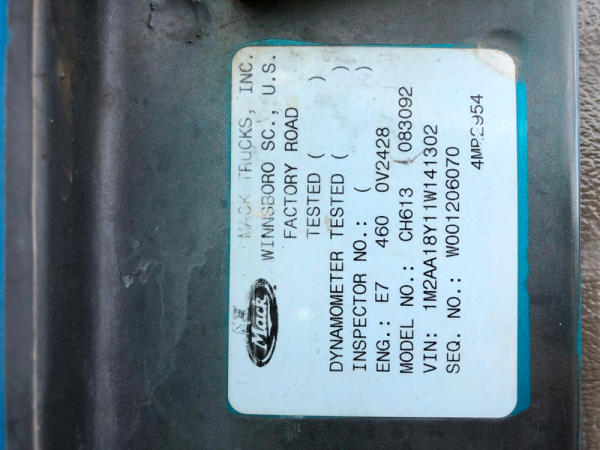 MACK TRUCKS, INC.
WINNSBORO SC., U.S.
FACTORY ROAD
TESTED ( )
DYNAMOMETER TESTED ( )
INSPECTOR NO.: ( )
ENG.: E7 460 0V2428
MODEL NO.: CH613 083092
VIN: 1M2AA18Y11W141302
SEQ. NO.: W001206070
4MR2954
Mack